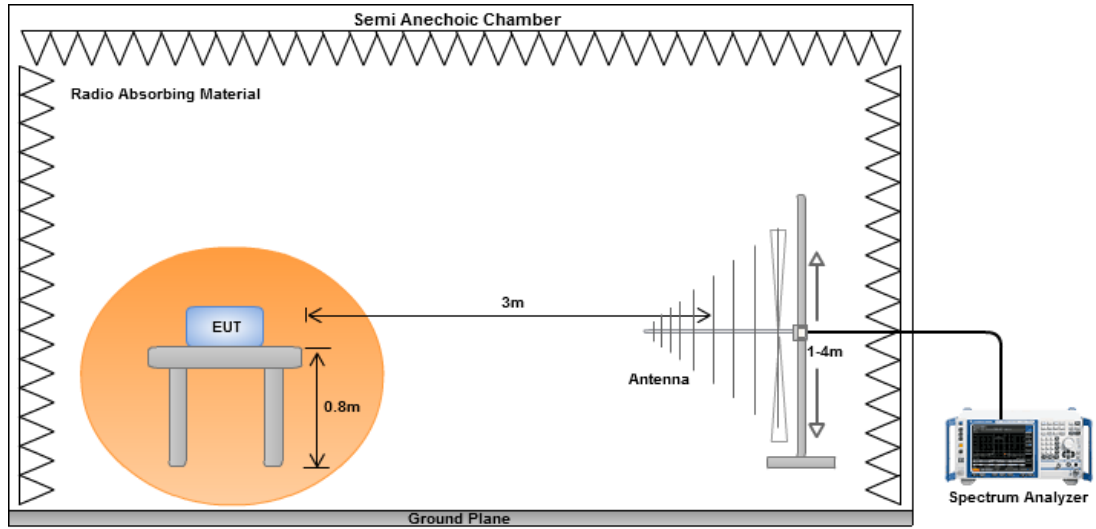 Semi Anechoic Chamber
Radio Absorbing Material
3m
EUT
1-4m
Antenna
0.8m
Spectrum Analyzer
Ground Plane